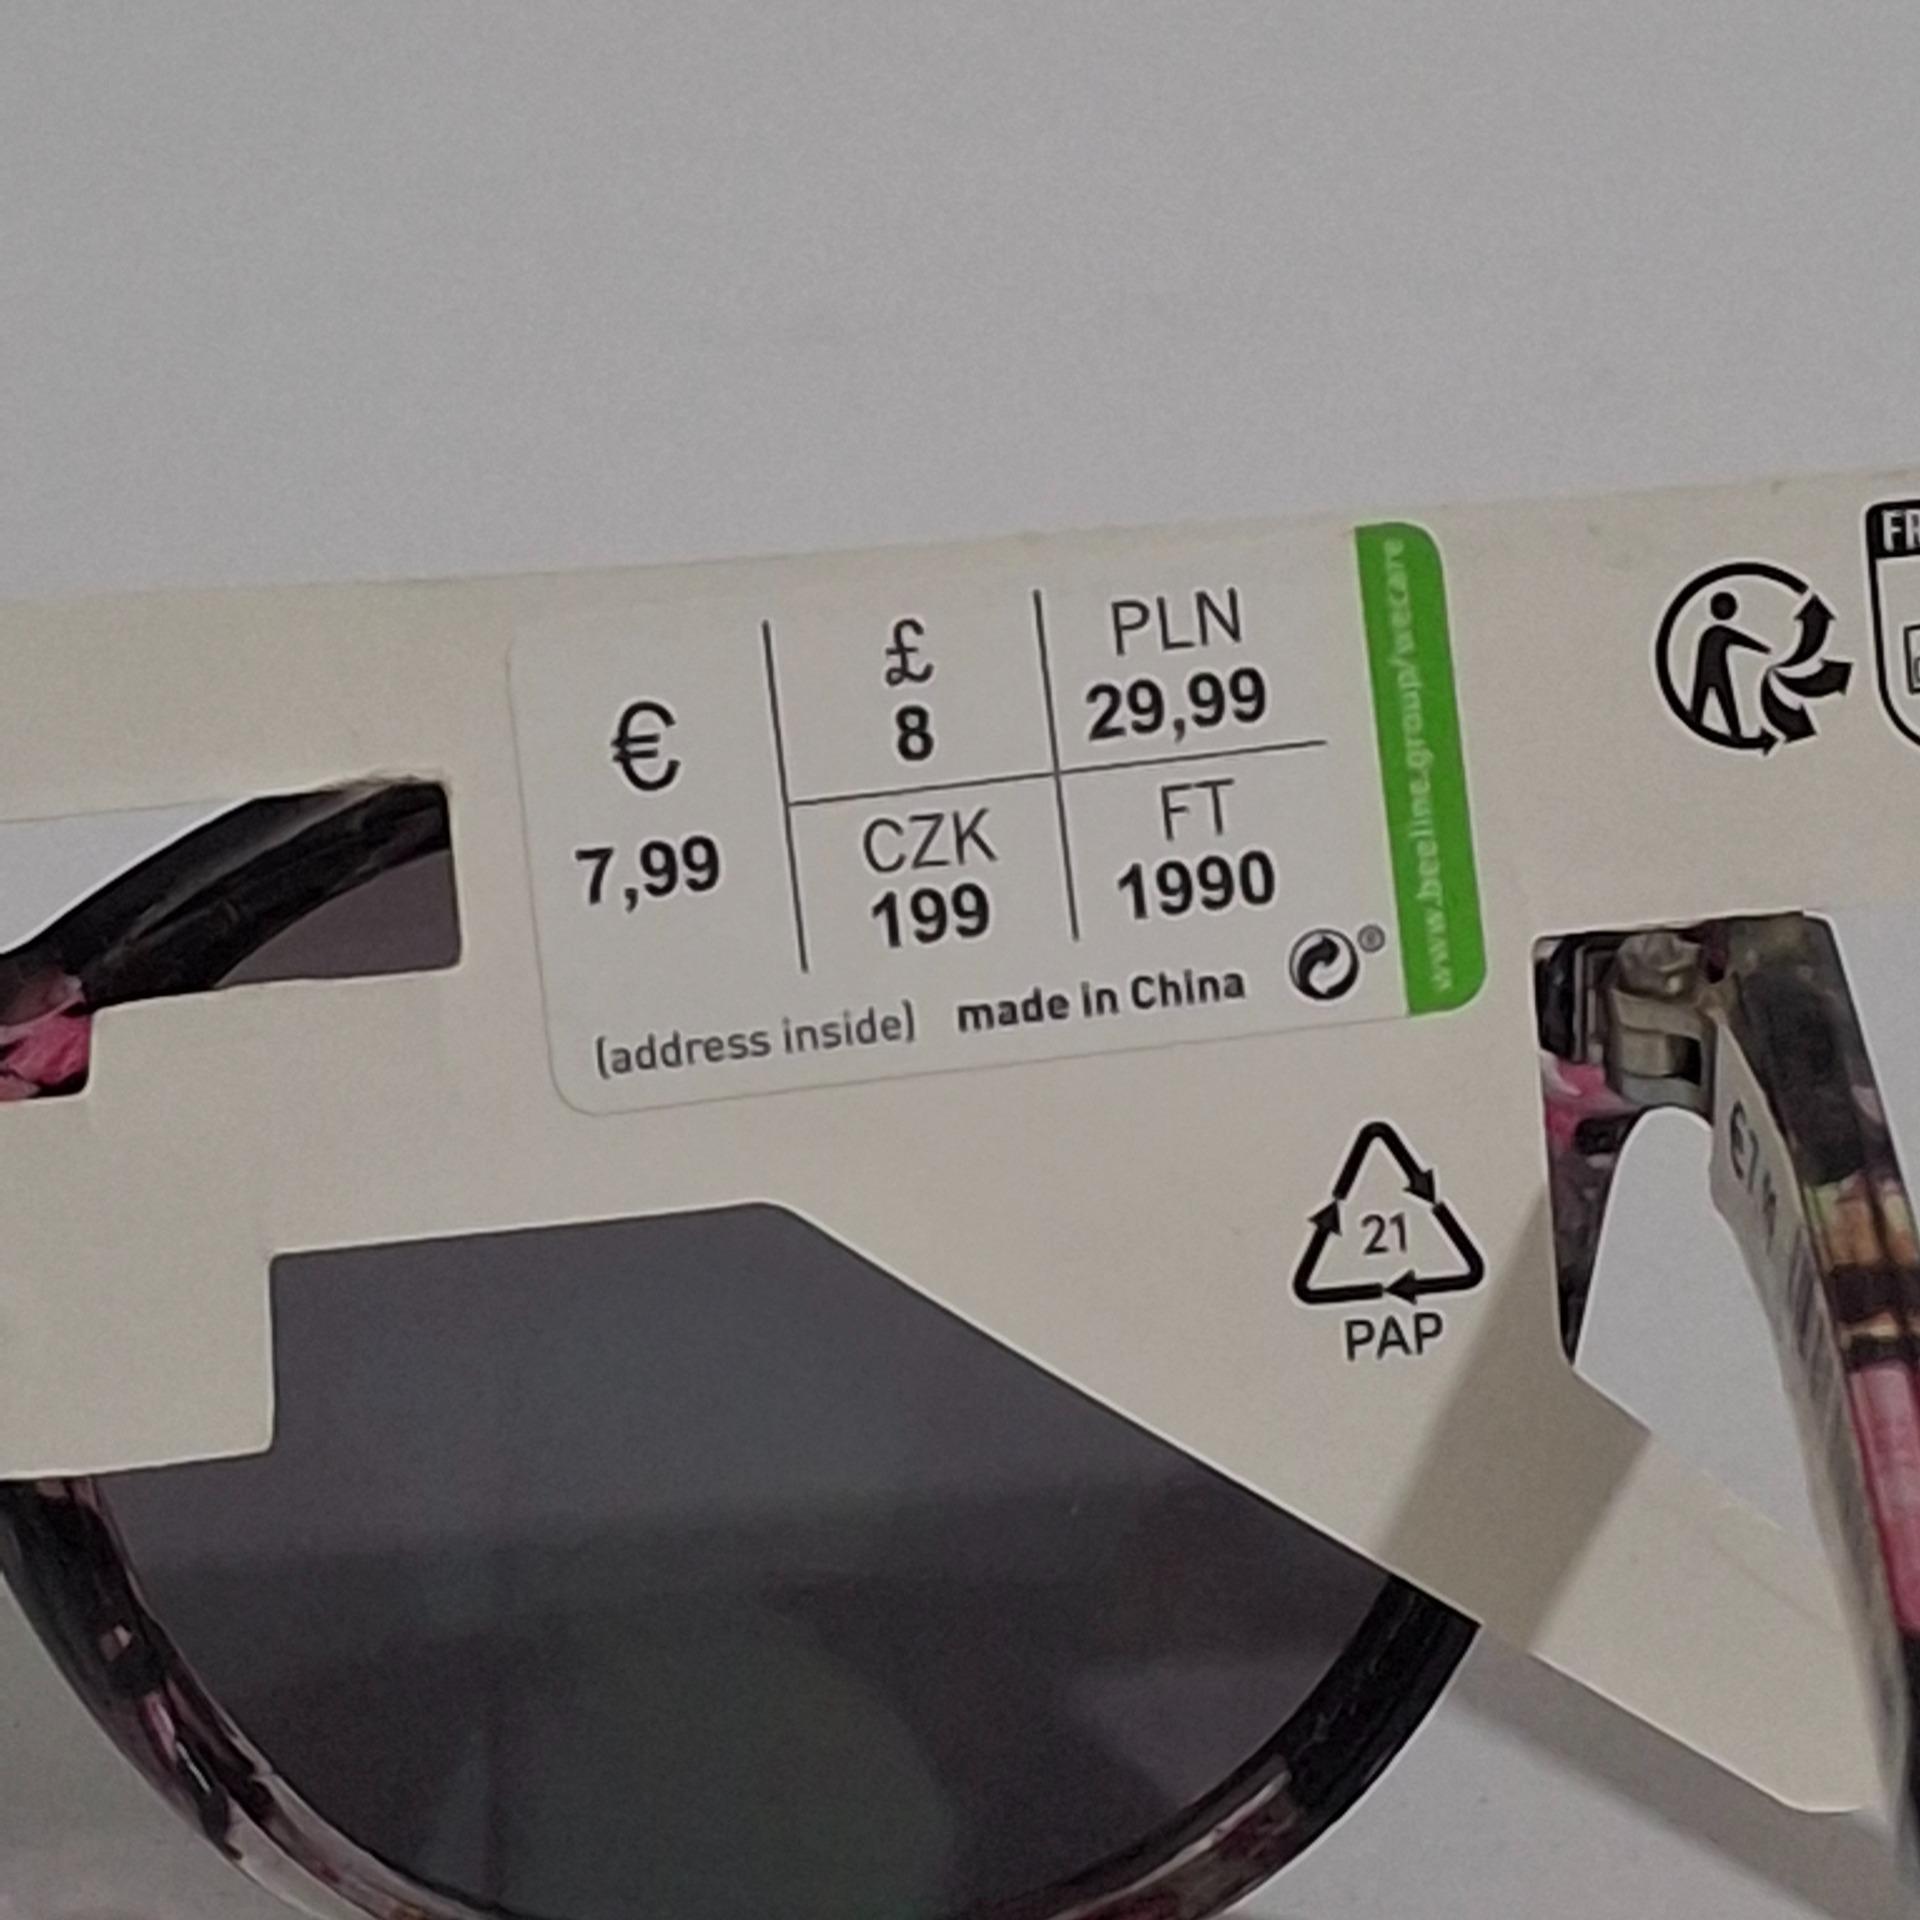 €
7,99
£
8
PLN
29,99
CZK
199
FT
1990
(address inside) made in China
®
www.beeline.group/wecare
FR
21
PAP